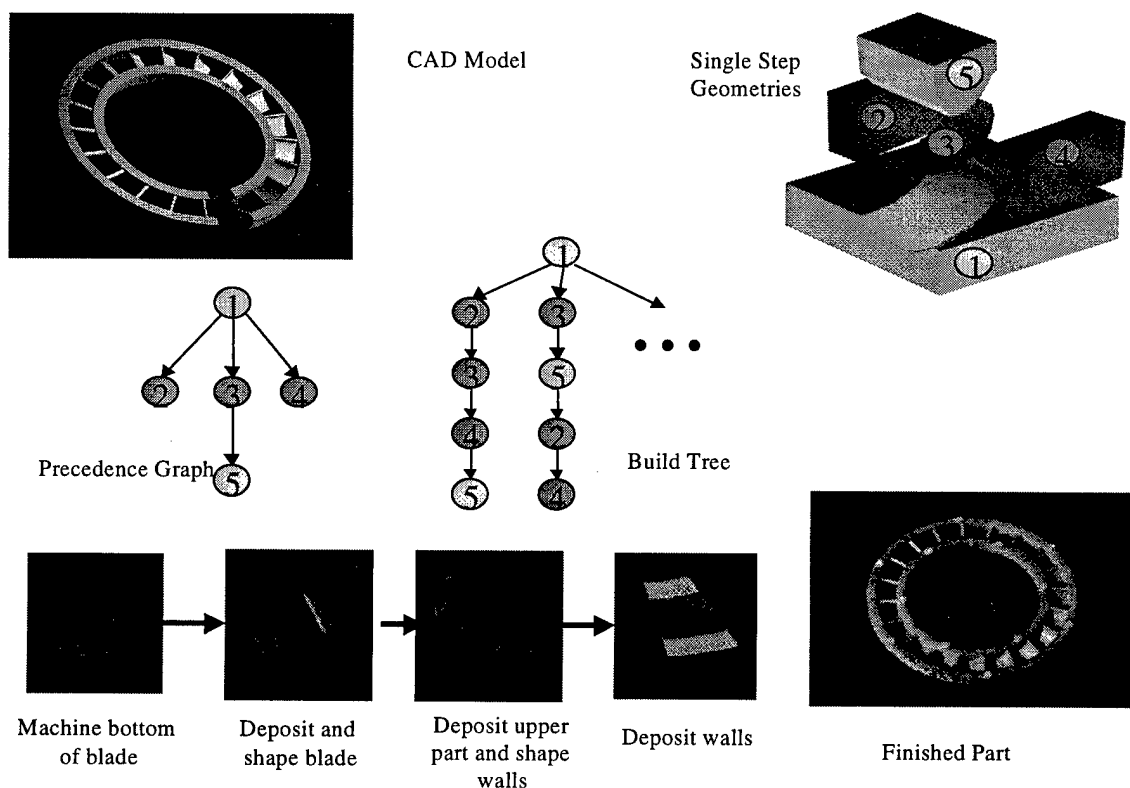 CAD Model
Single Step
Geometries
5
2
3
4
1
1
2 3 4
5
Precedence Graph
1
2 3
3 5
4 2
5 4
• • •
Build Tree
Machine bottom
of blade
Deposit and
shape blade
Deposit upper
part and shape
walls
Deposit walls
Finished Part